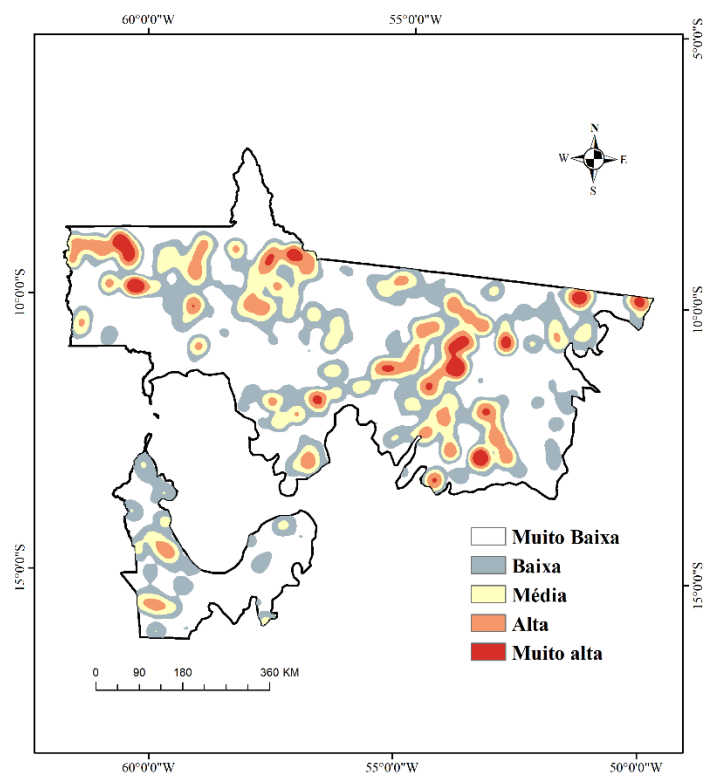 60°0'0"W 55°0'0"W
5°0'0"S
N
W E
S
10°0'0"S 10°0'0"S
Muito Baixa
Baixa
Média
Alta
Muito alta
15°0'0"S 15°0'0"S
0 90 180 360 KM
60°0'0"W 55°0'0"W 50°0'0"W